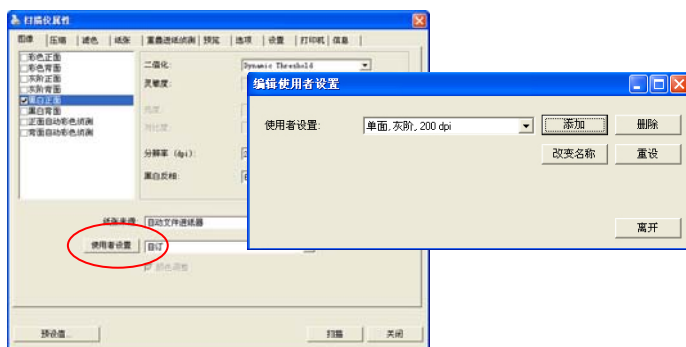 扫描仪属性
图像 压缩 滤色 纸张 重叠进纸侦测 预览 选项 设置 打印机 信息
彩色正面
彩色背面
灰阶正面
灰阶背面
黑白正面
黑白背面
正面自动彩色侦测
背面自动彩色侦测
二值化: Dynamic Threshold
灵敏度:
亮度:
对比度:
分辨率 (dpi):
黑白反相:
纸张来源: 自动文件进纸器
使用者设置 自订
颜色调整
预设值... 扫描 关闭
编辑使用者设置
使用者设置: 单面, 灰阶, 200 dpi 添加 删除
改变名称 重设
离开